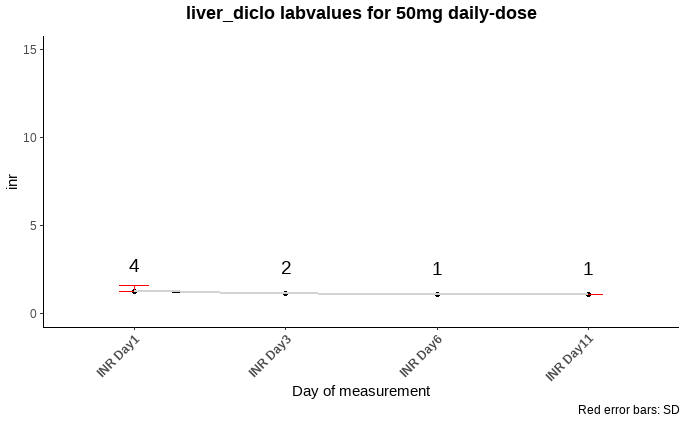 liver_diclo labvalues for 50mg daily-dose
15
10
5
0
inr
4
2
1
1
INR Day1
INR Day3
INR Day6
INR Day11
Day of measurement
Red error bars: SD